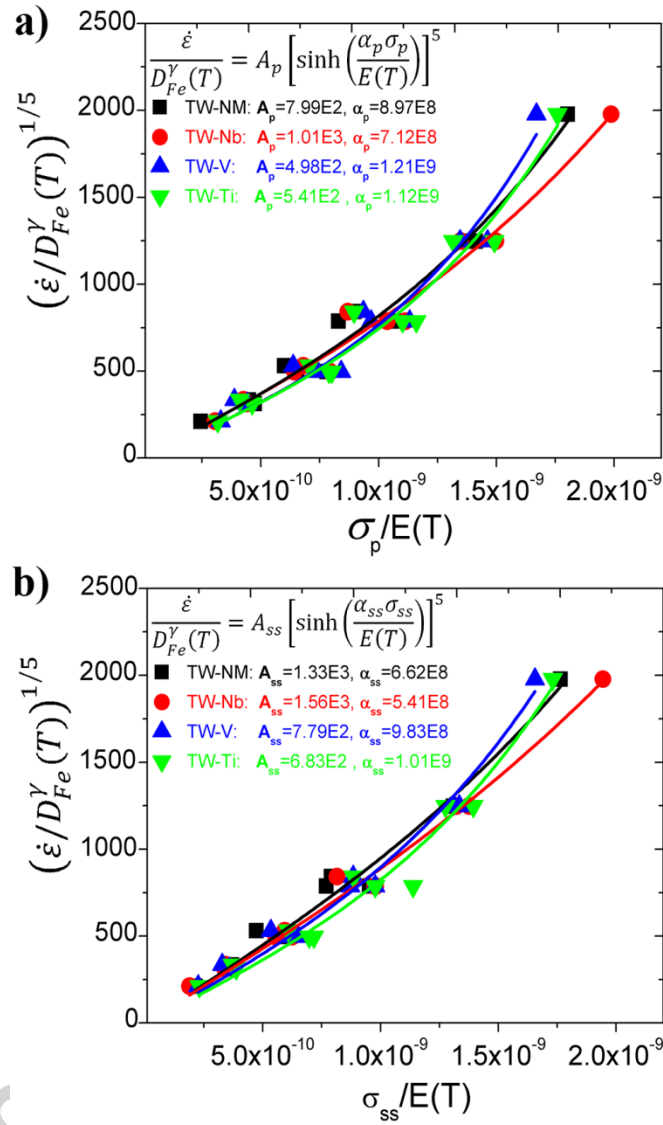 a)
ε̇/D_Fe^γ(T) = A_p [sinh (α_p σ_p / E(T))]^5
TW-NM: A_p=7.99E2, α_p=8.97E8
TW-Nb: A_p=1.01E3, α_p=7.12E8
TW-V: A_p=4.98E2, α_p=1.21E9
TW-Ti: A_p=5.41E2 , α_p=1.12E9
(ε̇/D_Fe^γ(T))^1/5
2500
2000
1500
1000
500
0
5.0x10^-10 1.0x10^-9 1.5x10^-9 2.0x10^-9
σ_p/E(T)
b)
ε̇/D_Fe^γ(T) = A_ss [sinh (α_ss σ_ss / E(T))]^5
TW-NM: A_ss=1.33E3, α_ss=6.62E8
TW-Nb: A_ss=1.56E3, α_ss=5.41E8
TW-V: A_ss=7.79E2, α_ss=9.83E8
TW-Ti: A_ss=6.83E2 , α_ss=1.01E9
(ε̇/D_Fe^γ(T))^1/5
2500
2000
1500
1000
500
0
5.0x10^-10 1.0x10^-9 1.5x10^-9 2.0x10^-9
σ_ss/E(T)